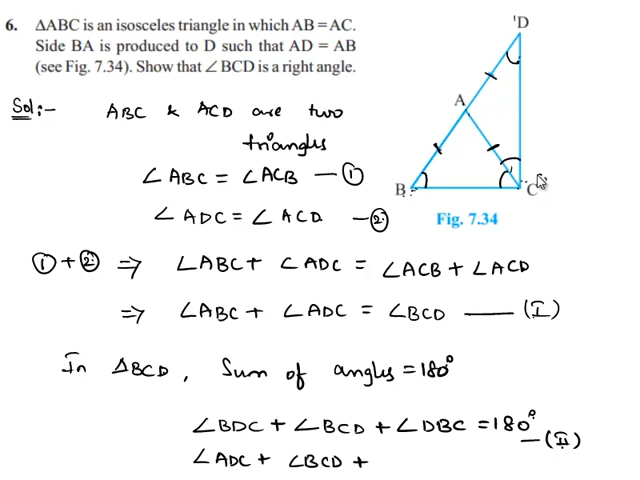 6. ΔABC is an isosceles triangle in which AB = AC.
Side BA is produced to D such that AD = AB
(see Fig. 7.34). Show that ∠ BCD is a right angle.
D
A
B
C
Fig. 7.34
Sol:- ABC & ACD are two
triangles
∠ABC = ∠ACB — ①
∠ADC = ∠ACD — ②
① + ② ⇒ ∠ABC + ∠ADC = ∠ACB + ∠ACD
⇒ ∠ABC + ∠ADC = ∠BCD — (I)
In ΔBCD, Sum of angles = 180°
∠BDC + ∠BCD + ∠DBC = 180° — (II)
∠ADC + ∠BCD +